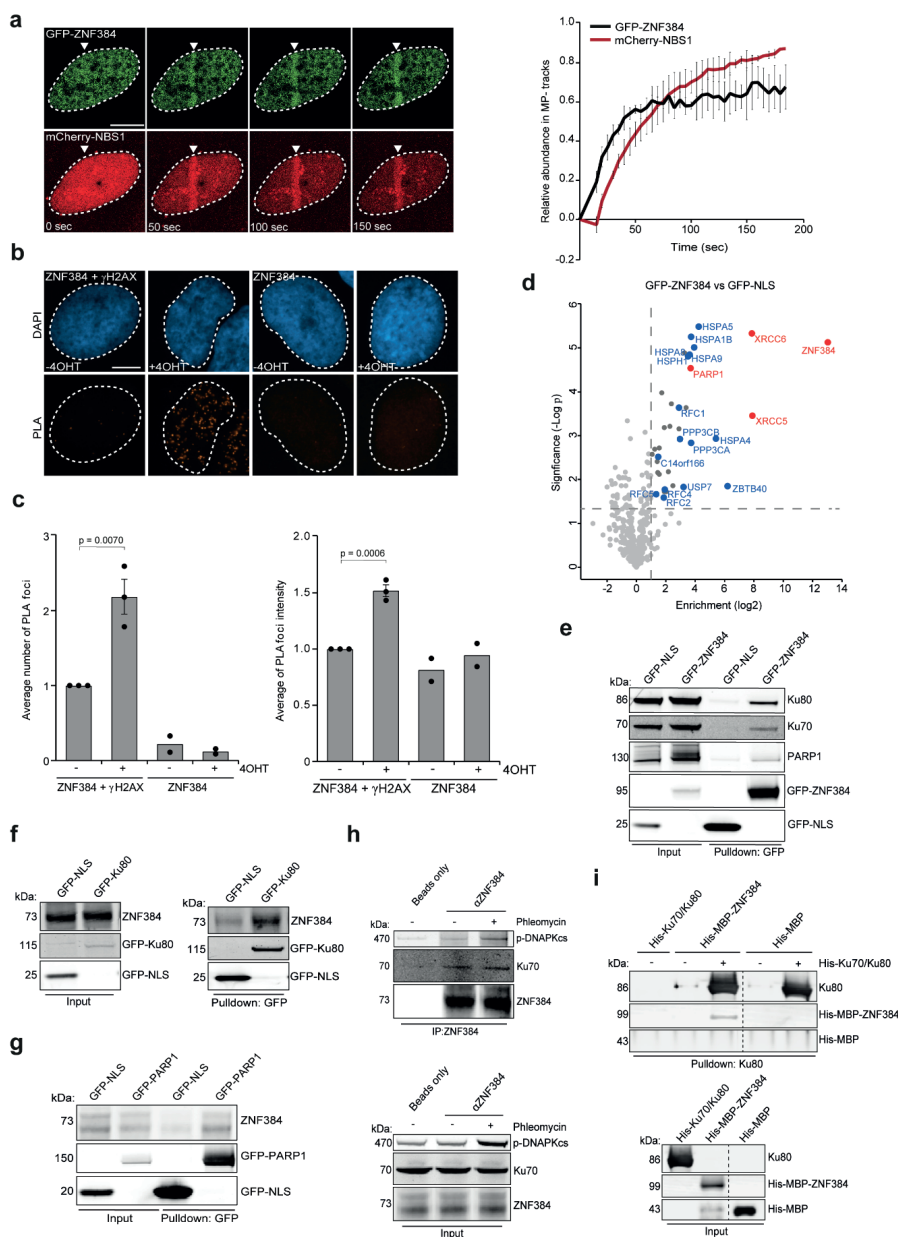 a
GFP-ZNF384
mCherry-NBS1
0 sec
50 sec
100 sec
150 sec
GFP-ZNF384
mCherry-NBS1
Relative abundance in MP- tracks
1.0
0.8
0.6
0.4
0.2
0.0
-0.2
0
50
100
150
200
Time (sec)
b
ZNF384 + γH2AX
ZNF384
DAPI
-4OHT
+4OHT
-4OHT
+4OHT
PLA
c
Average number of PLA foci
3
2
1
0
p = 0.0070
- + - + 4OHT
ZNF384 + γH2AX
ZNF384
Average of PLA foci intensity
1.5
1.0
0.5
0
p = 0.0006
- + - + 4OHT
ZNF384 + γH2AX
ZNF384
d
GFP-ZNF384 vs GFP-NLS
Signficance (-Log p)
6
5
4
3
2
1
0
HSPA5
HSPA1B
XRCC6
ZNF384
HSPA8
HSPH1
HSPA9
PARP1
RFC1
XRCC5
PPP3CB
HSPA4
PPP3CA
C14orf166
USP7
ZBTB40
RFC5
RFC4
RFC2
-2 0 2 4 6 8 10 12 14
Enrichment (log2)
e
GFP-NLS
GFP-ZNF384
GFP-NLS
GFP-ZNF384
kDa:
86 Ku80
70 Ku70
130 PARP1
95 GFP-ZNF384
25 GFP-NLS
Input
Pulldown: GFP
f
GFP-NLS
GFP-Ku80
kDa:
73 ZNF384
115 GFP-Ku80
25 GFP-NLS
Input
GFP-NLS
GFP-Ku80
kDa:
73 ZNF384
115 GFP-Ku80
25 GFP-NLS
Pulldown: GFP
g
GFP-NLS
GFP-PARP1
GFP-NLS
GFP-PARP1
kDa:
73 ZNF384
150 GFP-PARP1
20 GFP-NLS
Input
Pulldown: GFP
h
Beads only
αZNF384
kDa: - - + Phleomycin
470 p-DNAPKcs
Ku70
73 ZNF384
IP:ZNF384
Beads only
αZNF384
kDa: - - + Phleomycin
470 p-DNAPKcs
70 Ku70
73 ZNF384
Input
i
His-Ku70/Ku80
His-MBP-ZNF384
His-MBP
kDa: - - + - + His-Ku70/Ku80
86 Ku80
99 His-MBP-ZNF384
43 His-MBP
Pulldown: Ku80
His-Ku70/Ku80
His-MBP-ZNF384
His-MBP
kDa:
86 Ku80
99 His-MBP-ZNF384
43 His-MBP
Input